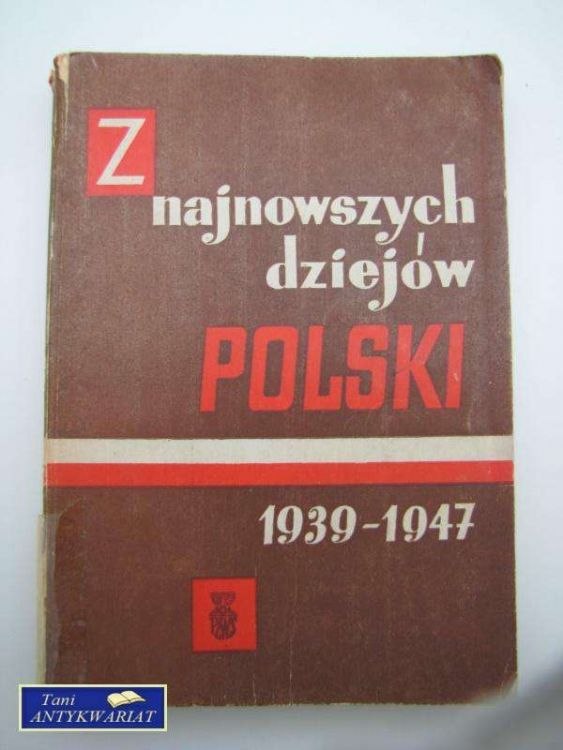 Z
najnowszych
dziejów
POLSKI
1939-1947
Tani
ANTYKWARIAT